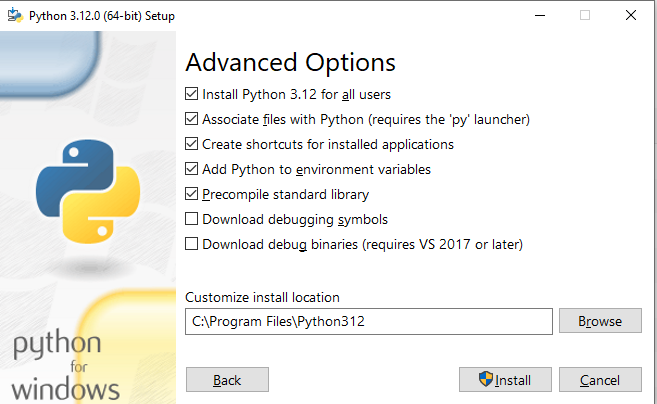 Python 3.12.0 (64-bit) Setup
Advanced Options
Install Python 3.12 for all users
Associate files with Python (requires the 'py' launcher)
Create shortcuts for installed applications
Add Python to environment variables
Precompile standard library
Download debugging symbols
Download debug binaries (requires VS 2017 or later)
Customize install location
C:\Program Files\Python312
Browse
python
for
windows
Back
Install
Cancel